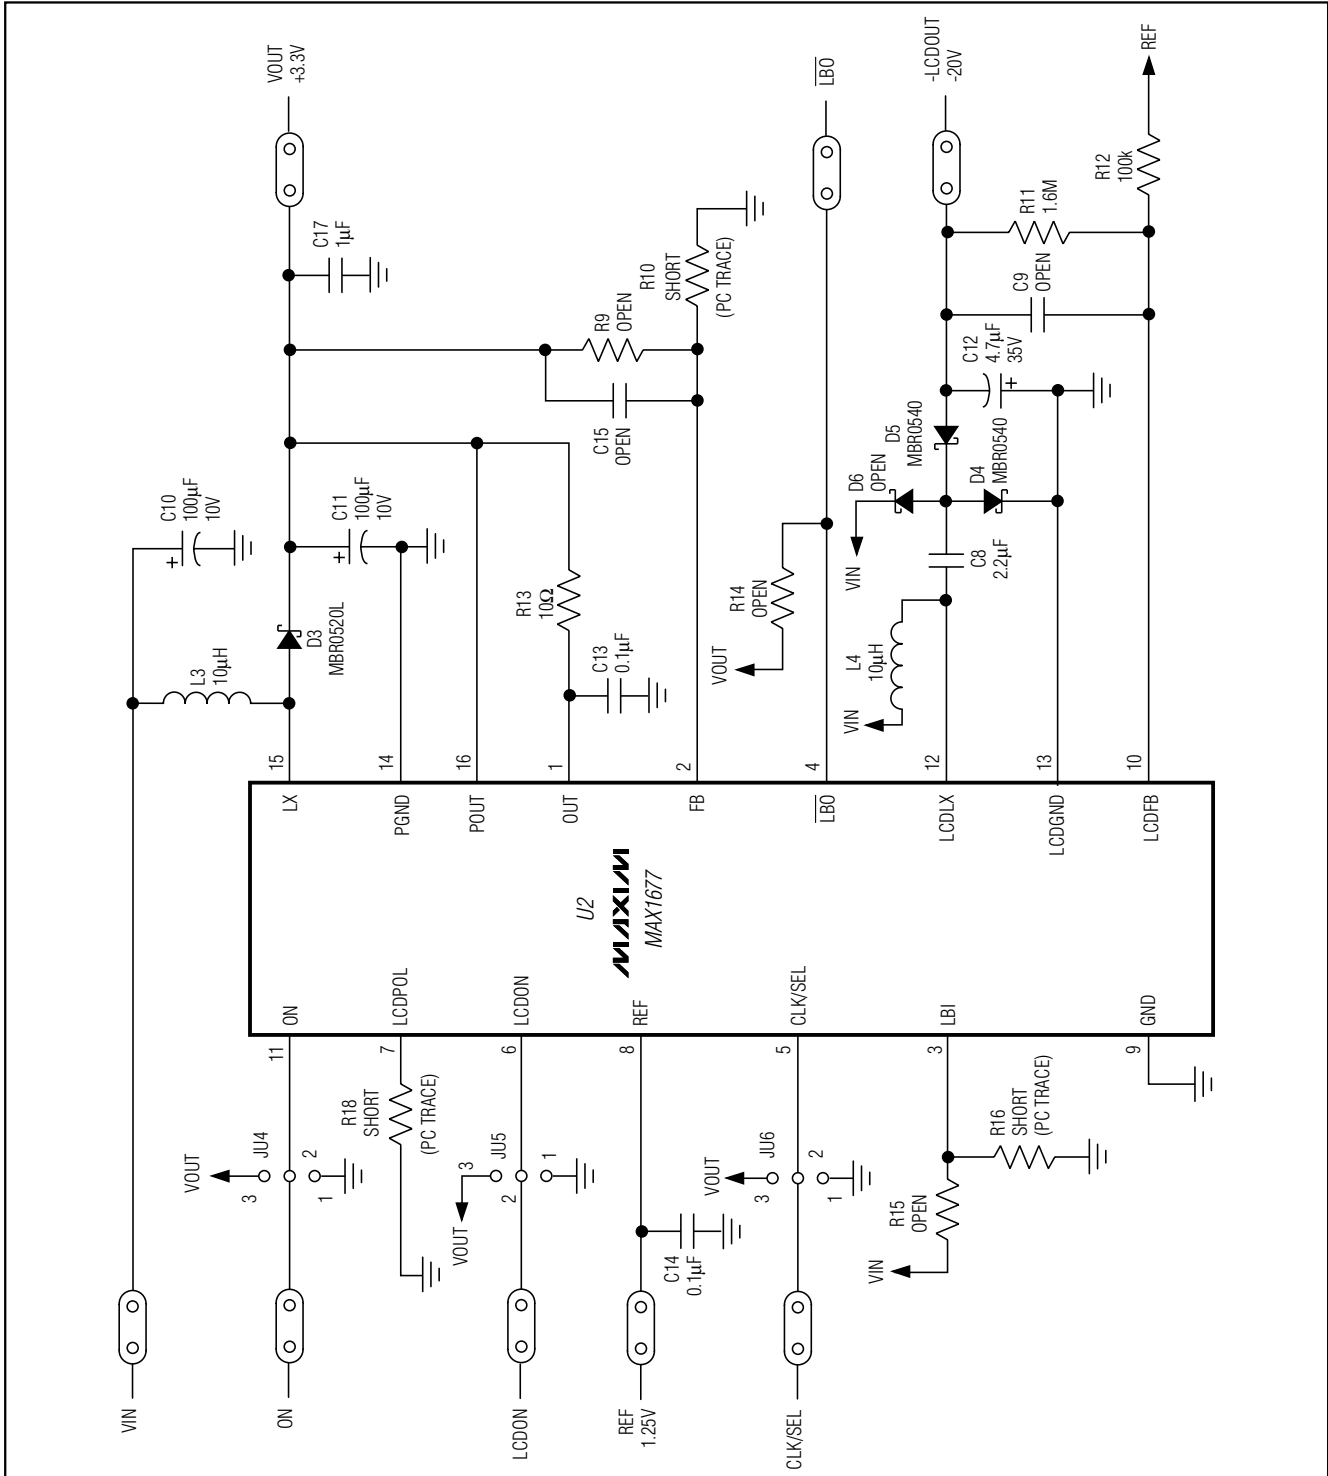 VIN
L3
10µH
C10
100µF
10V
ON
VOUT
JU4
3
2
1
11
ON
LX
15
D3
MBR0520L
C11
100µF
10V
C17
1µF
VOUT
+3.3V
R18
SHORT
(PC TRACE)
7
LCDPOL
PGND
14
POUT
16
LCDON
VOUT
3
JU5
2
1
6
LCDON
OUT
1
R13
10Ω
C13
0.1µF
C15
OPEN
R9
OPEN
R10
SHORT
(PC TRACE)
U2
MAXIM
MAX1677
REF
1.25V
C14
0.1µF
8
REF
FB
2
CLK/SEL
VOUT
JU6
3
2
1
5
CLK/SEL
LBO
4
VOUT
R14
OPEN
LBO
VIN
R15
OPEN
R16
SHORT
(PC TRACE)
3
LBI
LCDLX
12
VIN
L4
10µH
C8
2.2µF
VIN
D6
OPEN
D5
MBR0540
D4
MBR0540
C12
4.7µF
35V
C9
OPEN
R11
1.6M
-LCDOUT
-20V
LCDGND
13
9
GND
LCDFB
10
R12
100k
REF